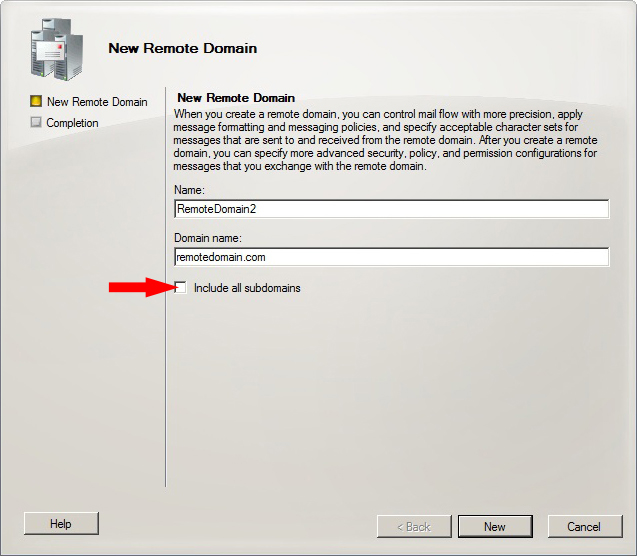 New Remote Domain
New Remote Domain
Completion
New Remote Domain
When you create a remote domain, you can control mail flow with more precision, apply
message formatting and messaging policies, and specify acceptable character sets for
messages that are sent to and received from the remote domain. After you create a remote
domain, you can specify more advanced security, policy, and permission configurations for
messages that you exchange with the remote domain.
Name:
RemoteDomain2
Domain name:
remotedomain.com
Include all subdomains
Help
< Back
New
Cancel